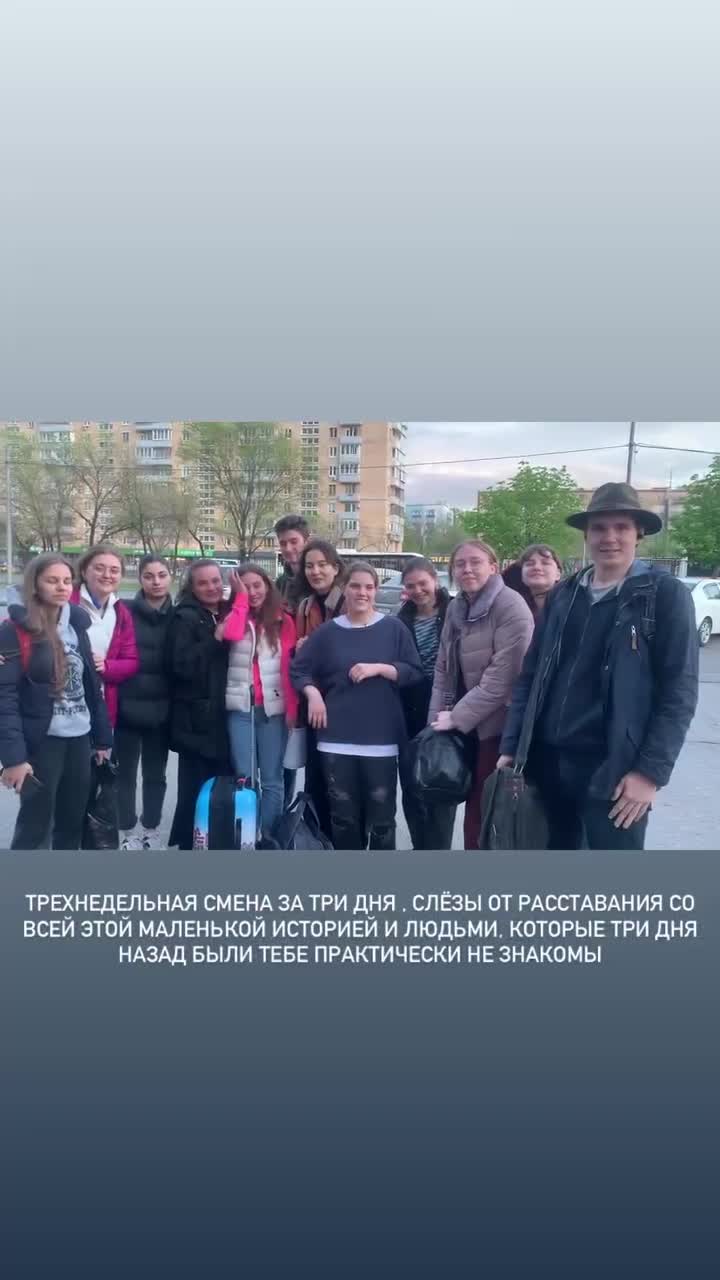 ТРЕХНЕДЕЛЬНАЯ СМЕНА ЗА ТРИ ДНЯ , СЛЁЗЫ ОТ РАССТАВАНИЯ СО
ВСЕЙ ЭТОЙ МАЛЕНЬКОЙ ИСТОРИЕЙ И ЛЮДЬМИ, КОТОРЫЕ ТРИ ДНЯ
НАЗАД БЫЛИ ТЕБЕ ПРАКТИЧЕСКИ НЕ ЗНАКОМЫ